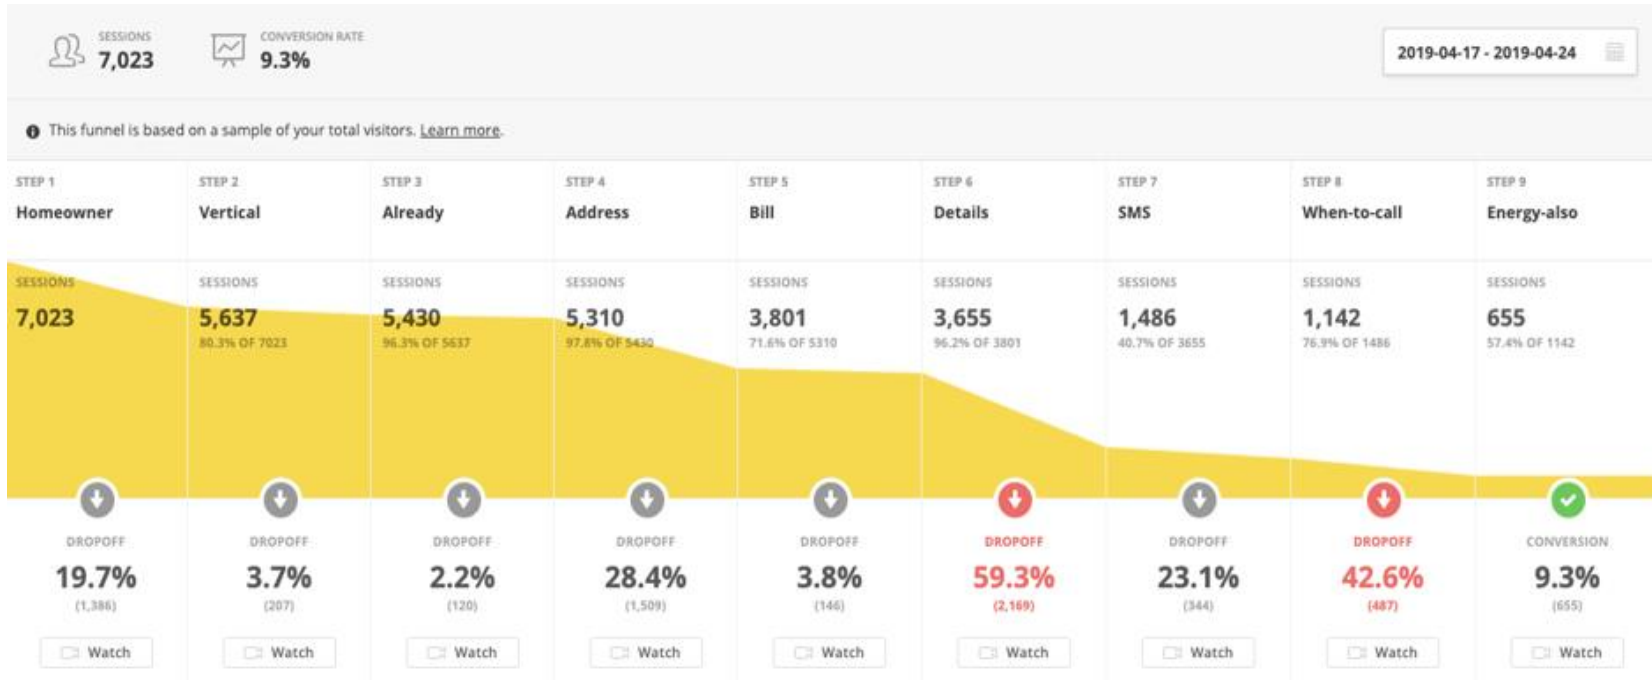 SESSIONS
7,023
CONVERSION RATE
9.3%
2019-04-17 - 2019-04-24
This funnel is based on a sample of your total visitors. Learn more.
STEP 1
Homeowner
STEP 2
Vertical
STEP 3
Already
STEP 4
Address
STEP 5
Bill
STEP 6
Details
STEP 7
SMS
STEP 8
When-to-call
STEP 9
Energy-also
SESSIONS
7,023
SESSIONS
5,637
80.3% OF 7023
SESSIONS
5,430
96.3% OF 5637
SESSIONS
5,310
97.8% OF 5430
SESSIONS
3,801
71.6% OF 5310
SESSIONS
3,655
96.2% OF 3801
SESSIONS
1,486
40.7% OF 3655
SESSIONS
1,142
76.9% OF 1486
SESSIONS
655
57.4% OF 1142
DROPOFF
19.7%
(1,386)
Watch
DROPOFF
3.7%
(207)
Watch
DROPOFF
2.2%
(120)
Watch
DROPOFF
28.4%
(1,509)
Watch
DROPOFF
3.8%
(146)
Watch
DROPOFF
59.3%
(2,169)
Watch
DROPOFF
23.1%
(344)
Watch
DROPOFF
42.6%
(487)
Watch
CONVERSION
9.3%
(655)
Watch